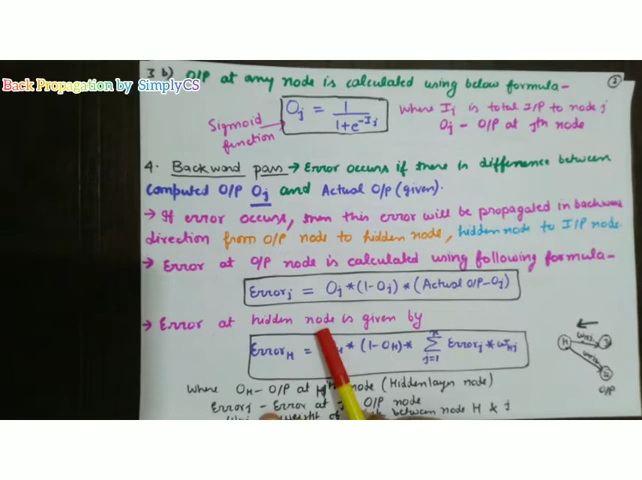 3 b) O/P at any node is calculated using below formula-
②
Back Propagation by SimplyCS
Sigmoid function
Oj = 1 / 1+e^-Ij
Where Ij is total I/P to node j
Oj - O/P at jth node
4. Backward pass → Error occurs if there is difference between
Computed O/P Oj and Actual O/P (given).
→ If error occurs, then this error will be propagated in backward
direction from O/P node to hidden node, hidden node to I/P node.
→ Error at O/P node is calculated using following formula-
Errorj = Oj *(1-Oj) * (Actual O/P-Oj)
→ Error at hidden node is given by
ErrorH = * (1-OH)* n Σ j=1 Errorj * WHj
H
O/P
Where OH - O/P at node (Hidden layer node)
Errorj - Error at O/P node
weight of between node H & j